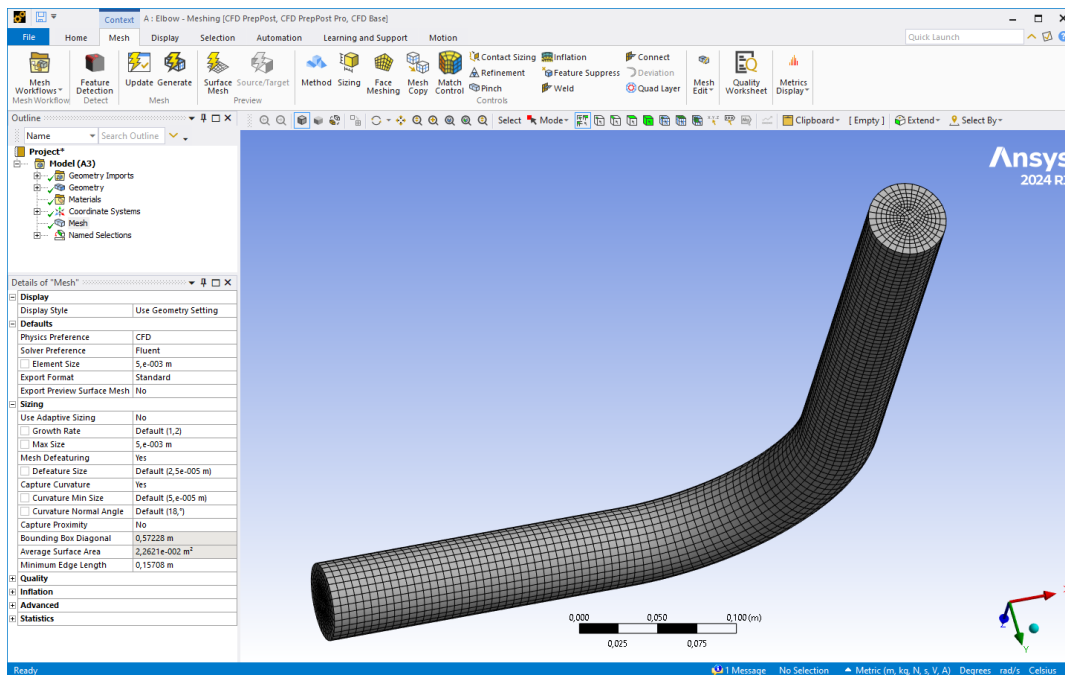 Context A : Elbow - Meshing [CFD PrepPost, CFD PrepPost Pro, CFD Base]
File Home Mesh Display Selection Automation Learning and Support Motion Quick Launch
Mesh Workflows Feature Detection Update Generate Surface Mesh Source/Target Method Sizing Face Meshing Mesh Copy Match Control Contact Sizing Inflation Connect Mesh Edit Quality Worksheet Metrics Display
Refinement Feature Suppress Deviation
Pinch Weld Quad Layer
Mesh Workflow Detect Mesh Preview Controls
Outline Select Mode Clipboard [ Empty ] Extend Select By
Name Search Outline
Project*
Model (A3)
Geometry Imports
Geometry
Materials
Coordinate Systems
Mesh
Named Selections
Details of "Mesh"
Display
Display Style Use Geometry Setting
Defaults
Physics Preference CFD
Solver Preference Fluent
Element Size 5,e-003 m
Export Format Standard
Export Preview Surface Mesh No
Sizing
Use Adaptive Sizing No
Growth Rate Default (1,2)
Max Size 5,e-003 m
Mesh Defeaturing Yes
Defeature Size Default (2,5e-005 m)
Capture Curvature Yes
Curvature Min Size Default (5,e-005 m)
Curvature Normal Angle Default (18,°)
Capture Proximity No
Bounding Box Diagonal 0,57228 m
Average Surface Area 2,2621e-002 m²
Minimum Edge Length 0,15708 m
Quality
Inflation
Advanced
Statistics
Ansys
2024 R
0,000 0,050 0,100 (m)
0,025 0,075
Z Y
Ready 1 Message No Selection Metric (m, kg, N, s, V, A) Degrees rad/s Celsius